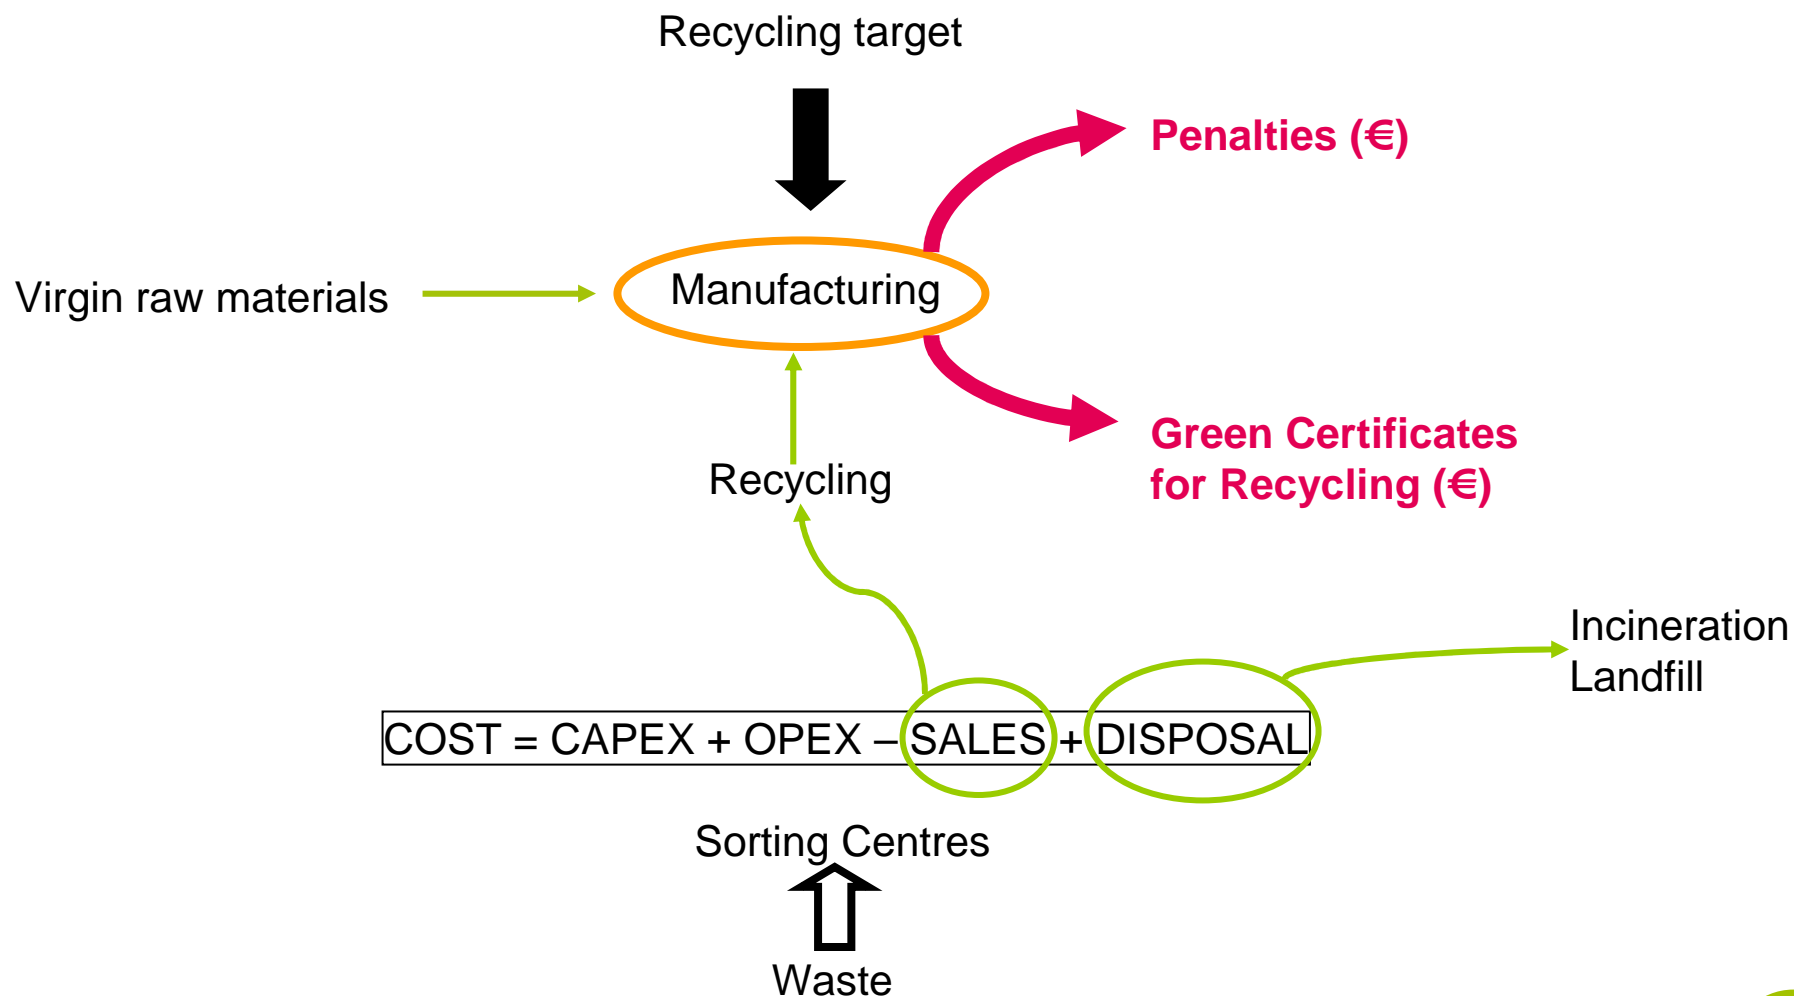 Recycling target
Penalties (€)
Virgin raw materials
Manufacturing
Green Certificates
for Recycling (€)
Recycling
Incineration
Landfill
COST = CAPEX + OPEX – SALES + DISPOSAL
Sorting Centres
Waste